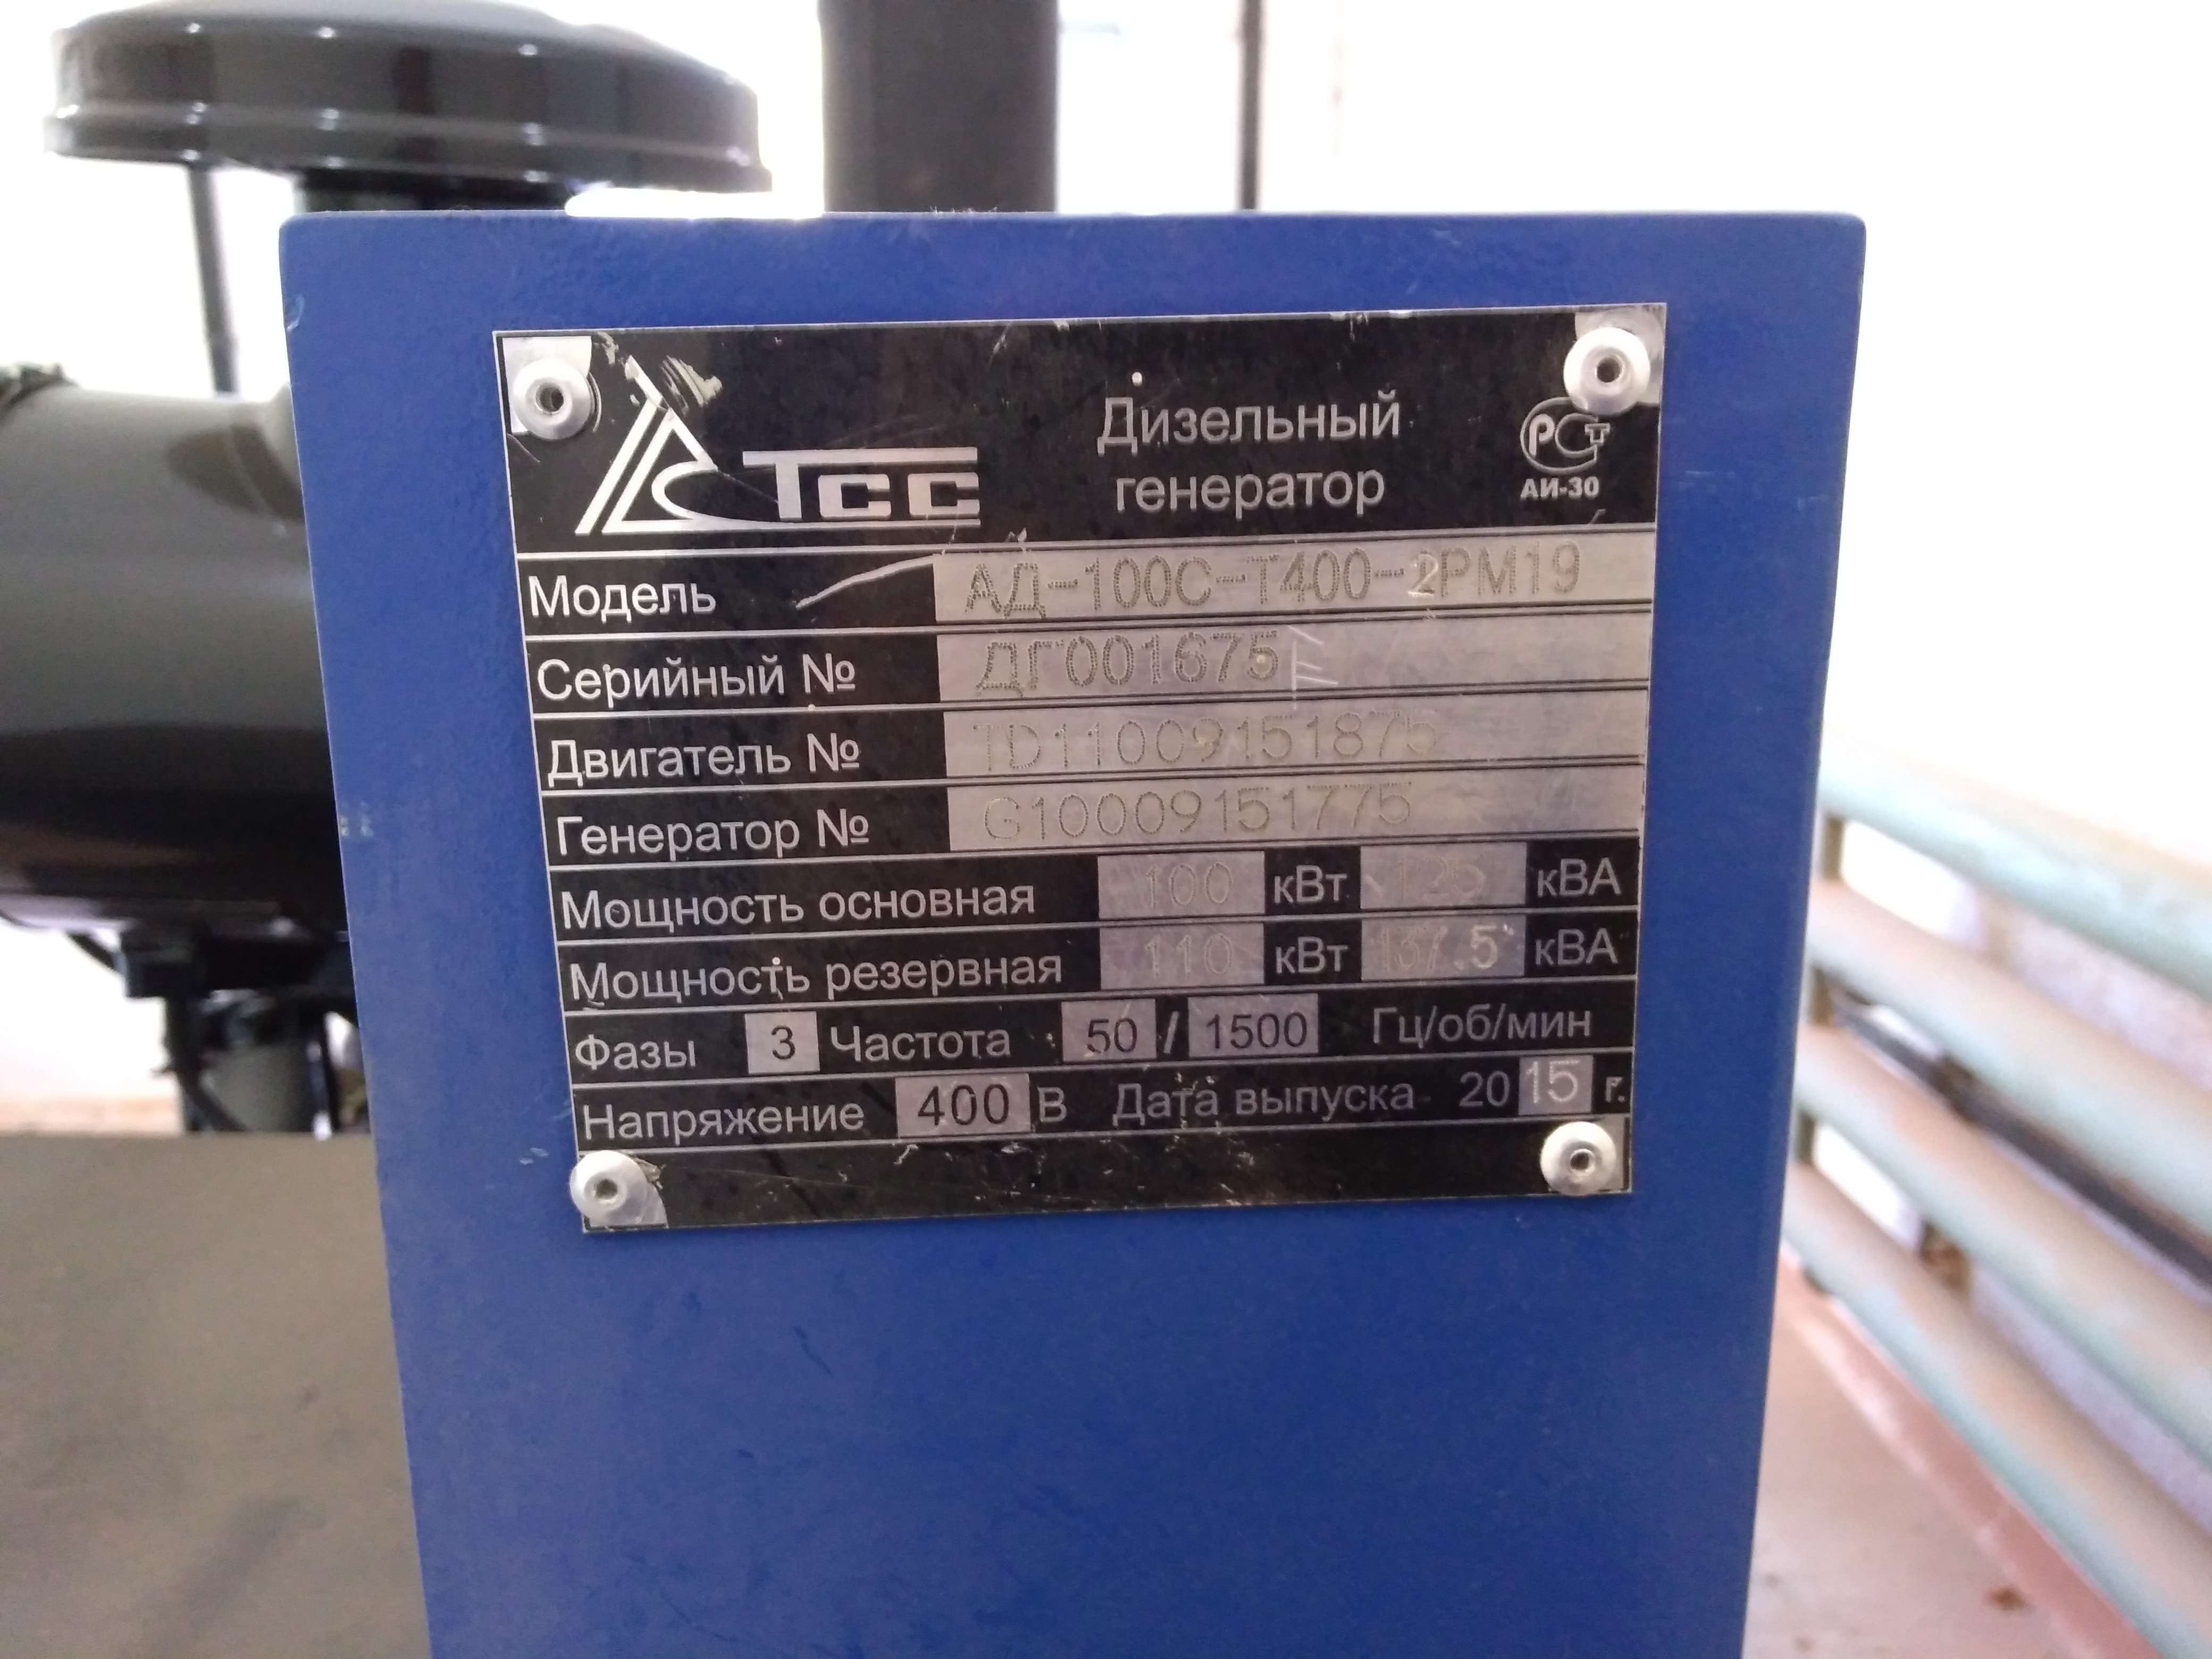 ТСС
Дизельный
генератор
РСТ
АИ-30
Модель АД-100С-Т400-2РМ19
Серийный № ДГ001675
Двигатель № TD11009151875
Генератор № G10009151775
Мощность основная 100 кВт 125 кВА
Мощность резервная 110 кВт 137.5 кВА
Фазы 3 Частота 50 / 1500 Гц/об/мин
Напряжение 400 В Дата выпуска 2015 г.